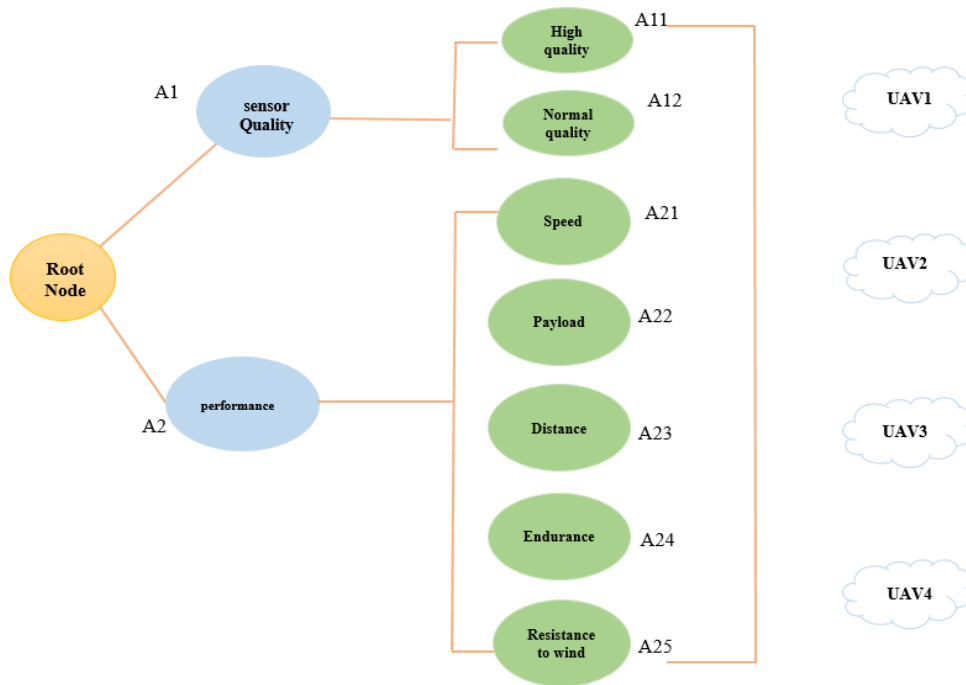 A1
sensor
Quality
High
quality
A11
Normal
quality
A12
Root
Node
A2
performance
Speed
A21
Payload
A22
Distance
A23
Endurance
A24
Resistance
to wind
A25
UAV1
UAV2
UAV3
UAV4